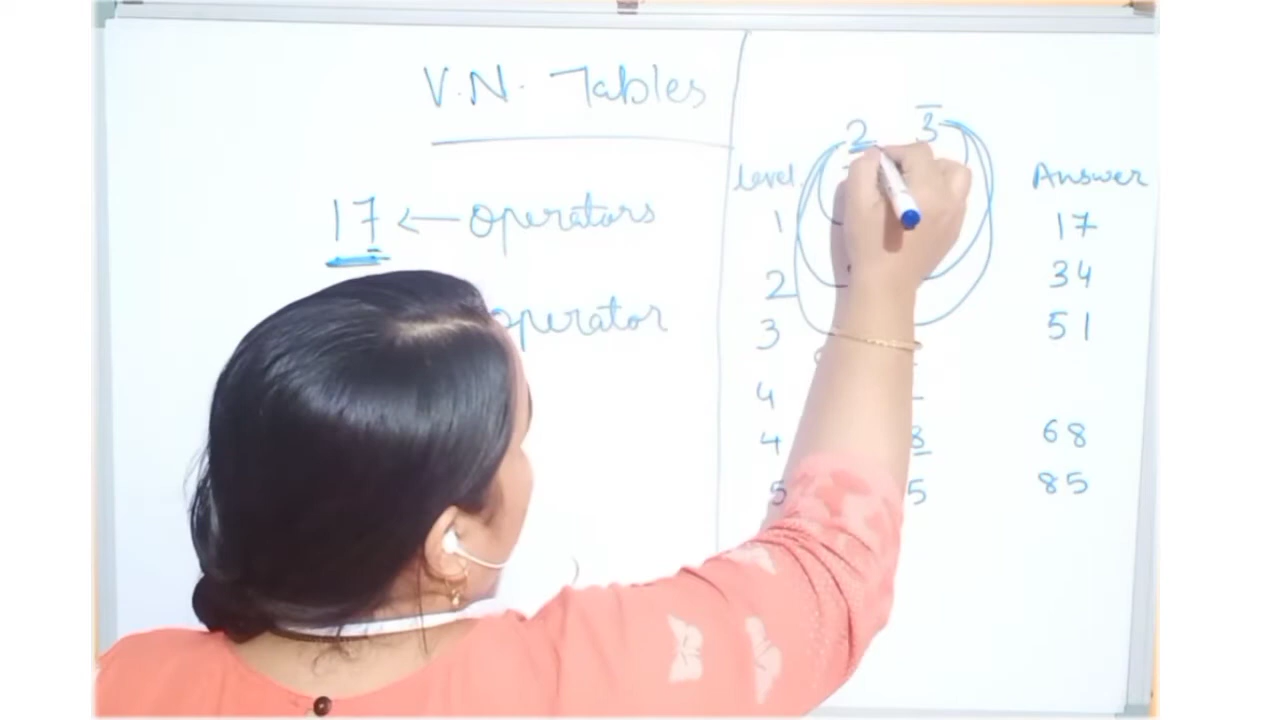 V.N. Tables
17 ← operators
operator
2 3̅
Level Answer
1 17
2 34
3 51
4
4 8 68
5 5 85